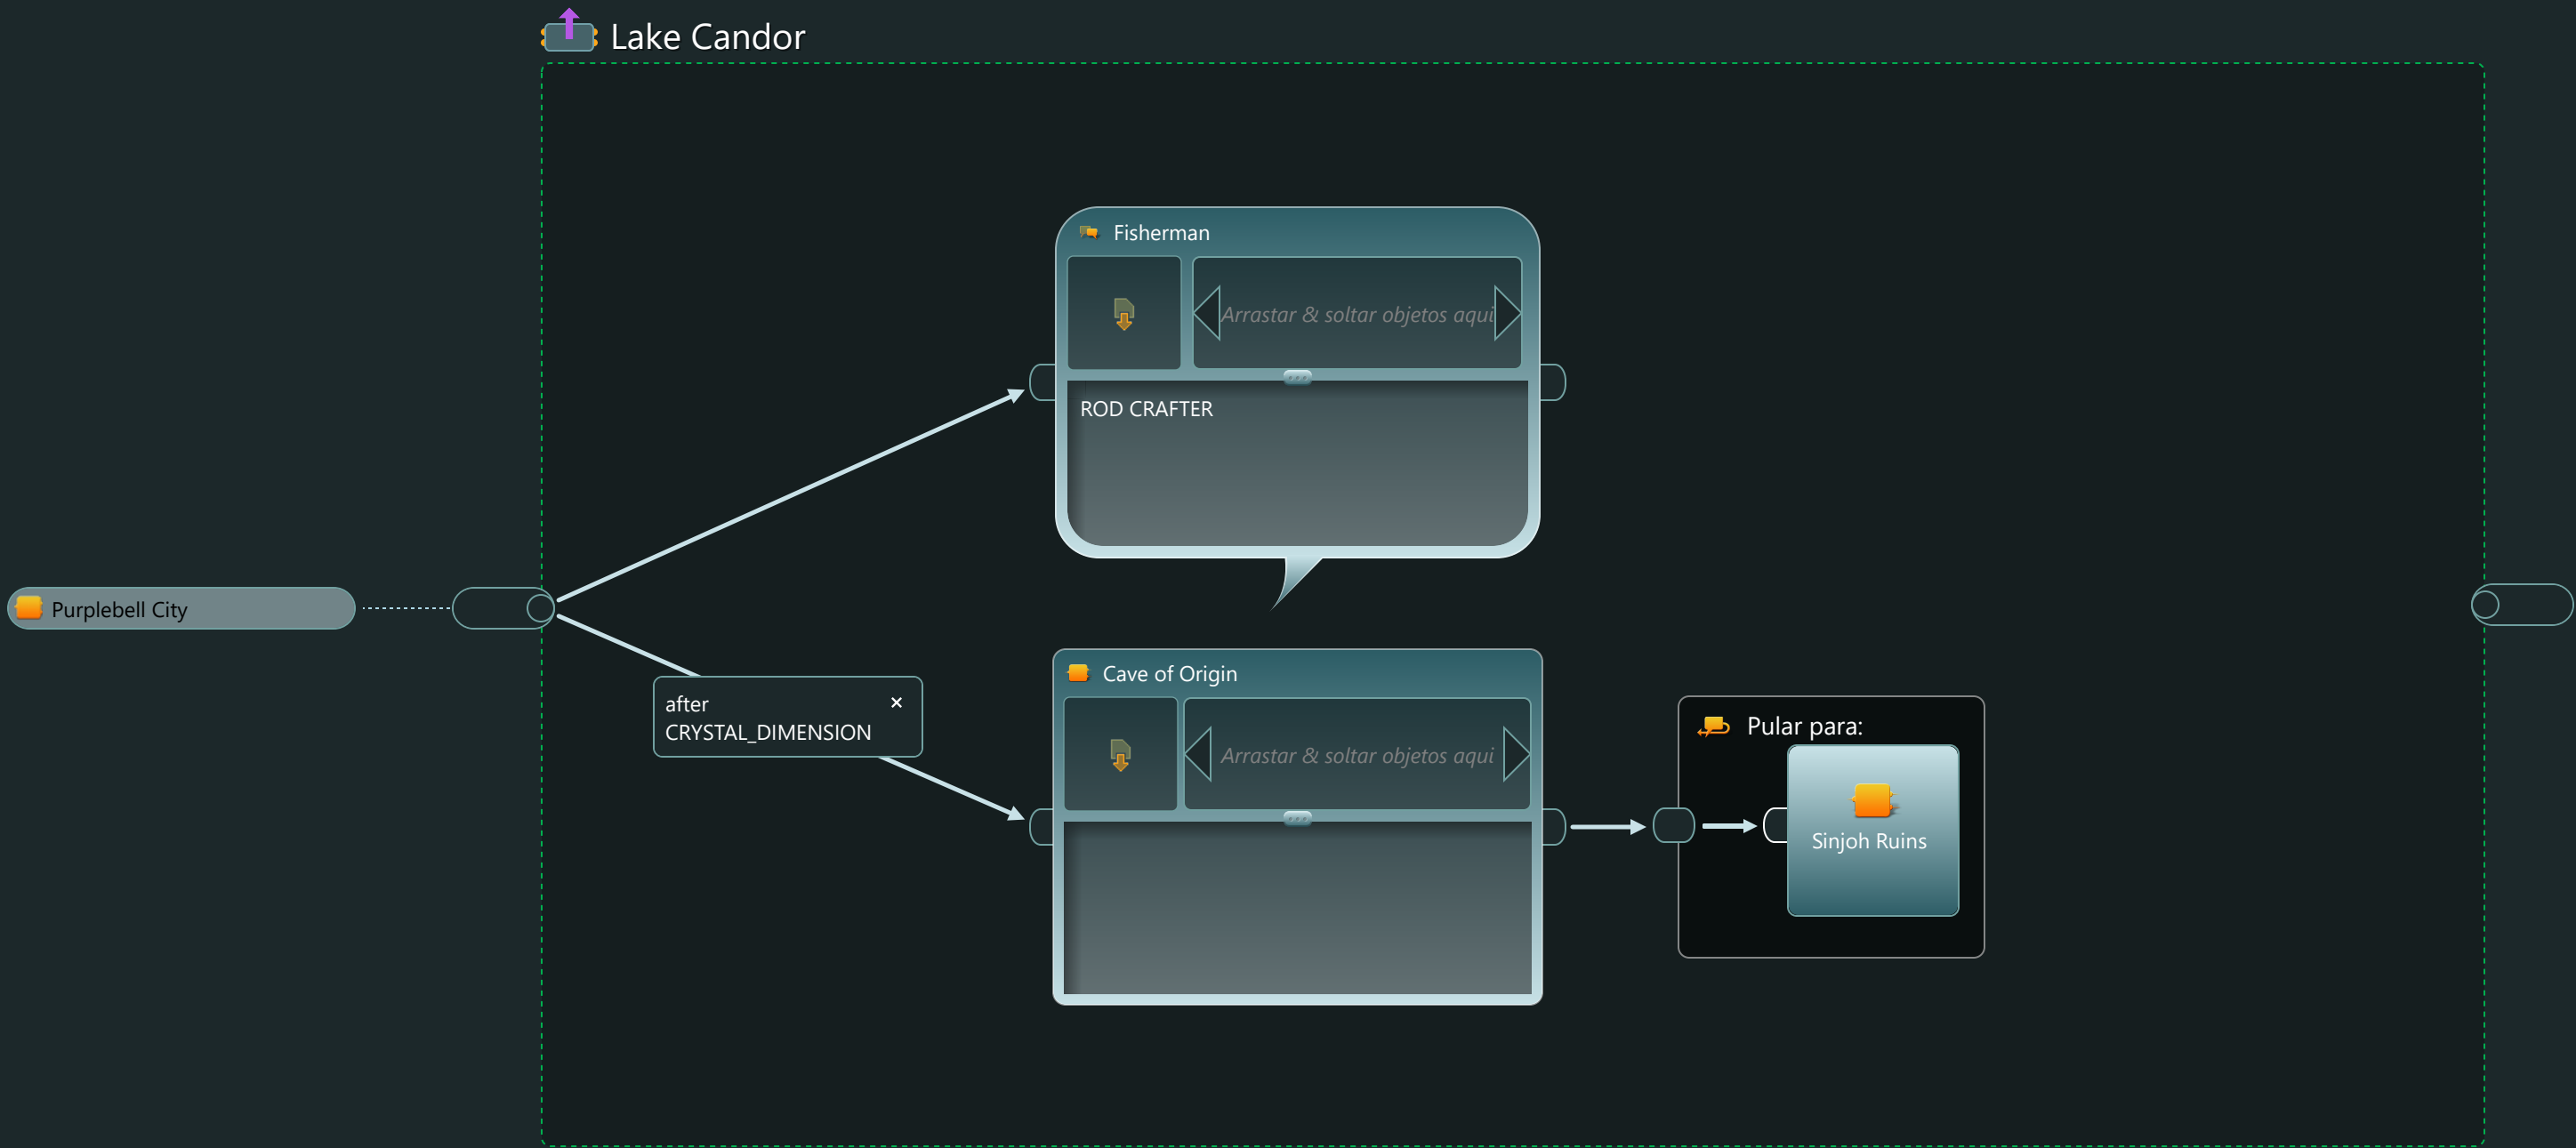 Lake Candor
Fisherman
Arrastar & soltar objetos aqui
ROD CRAFTER
Purplebell City
after
CRYSTAL_DIMENSION
Cave of Origin
Arrastar & soltar objetos aqui
Pular para:
Sinjoh Ruins